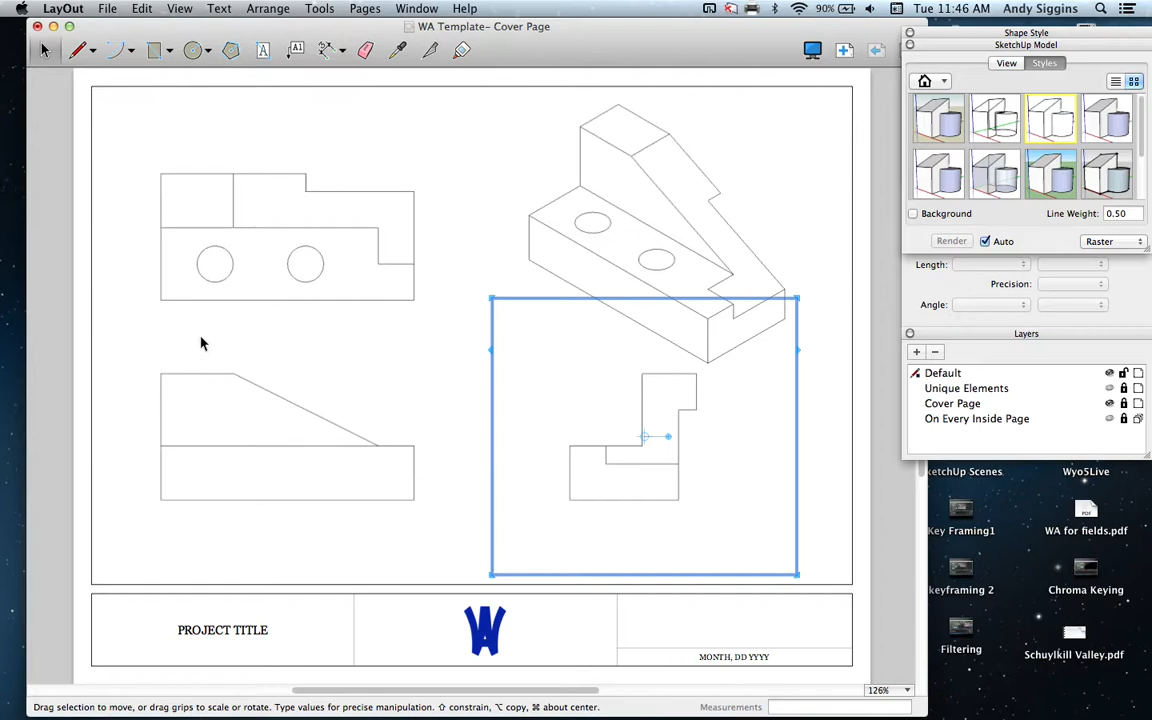 LayOut File Edit View Text Arrange Tools Pages Window Help 90% Tue 11:46 AM Andy Siggins
WA Template- Cover Page
A A1
Shape Style
SketchUp Model
View Styles
Background Line Weight: 0.50
Render Auto Raster
Length:
Precision:
Angle:
Layers
Default
Unique Elements
Cover Page
On Every Inside Page
ketchUp Scenes Wyo5Live
Key Framing1 WA for fields.pdf
keyframing 2 Chroma Keying
Filtering Schuylkill Valley.pdf
PDF
PROJECT TITLE
WA
MONTH, DD YYYY
126%
Drag selection to move, or drag grips to scale or rotate. Type values for precise manipulation. ⇧ constrain, ⌥ copy, ⌘ about center. Measurements